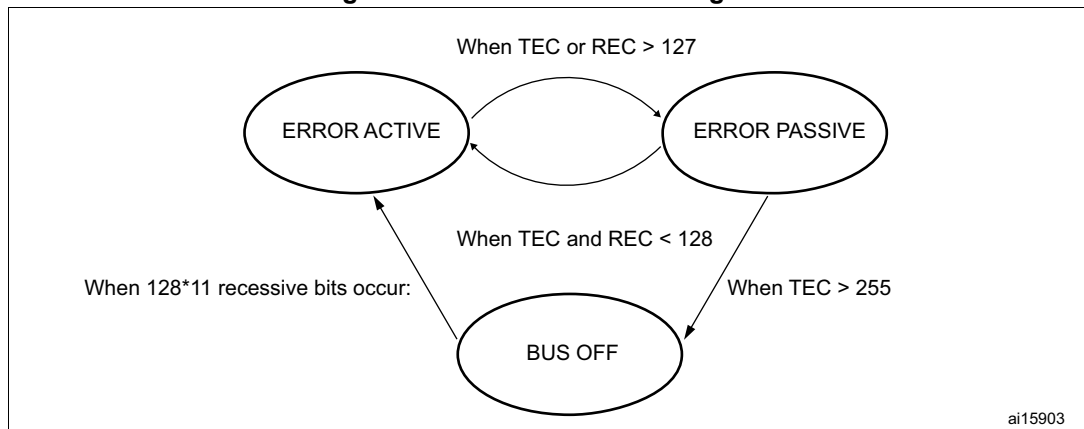 When TEC or REC > 127
ERROR ACTIVE
ERROR PASSIVE
When TEC and REC < 128
When 128*11 recessive bits occur:
When TEC > 255
BUS OFF
ai15903